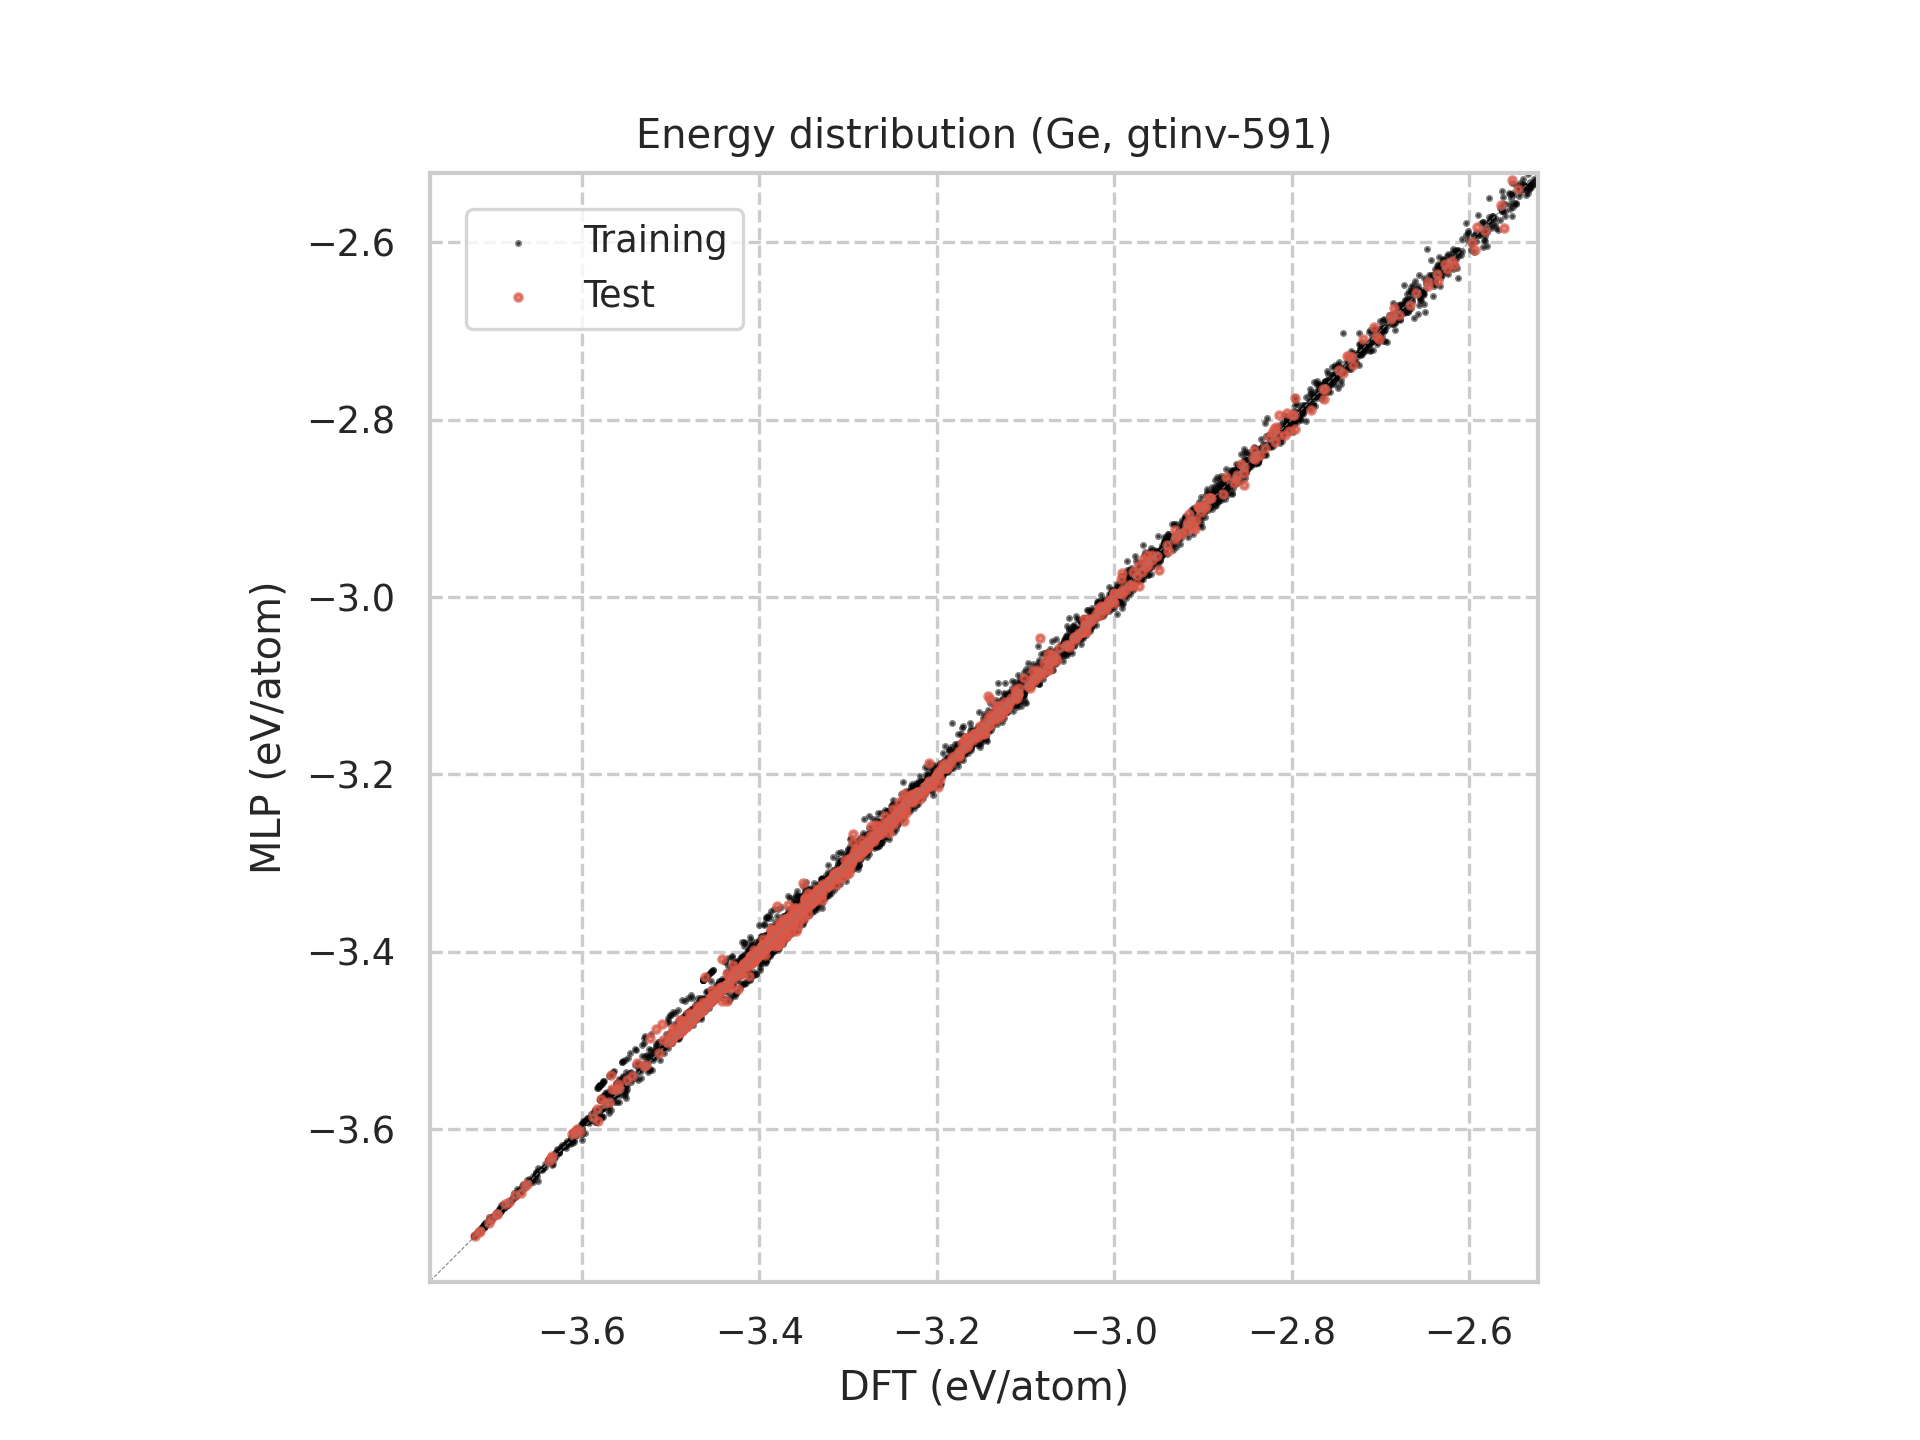 Energy distribution (Ge, gtinv-591)
Training
Test
−2.6
−2.8
−3.0
−3.2
−3.4
−3.6
MLP (eV/atom)
−3.6 −3.4 −3.2 −3.0 −2.8 −2.6
DFT (eV/atom)